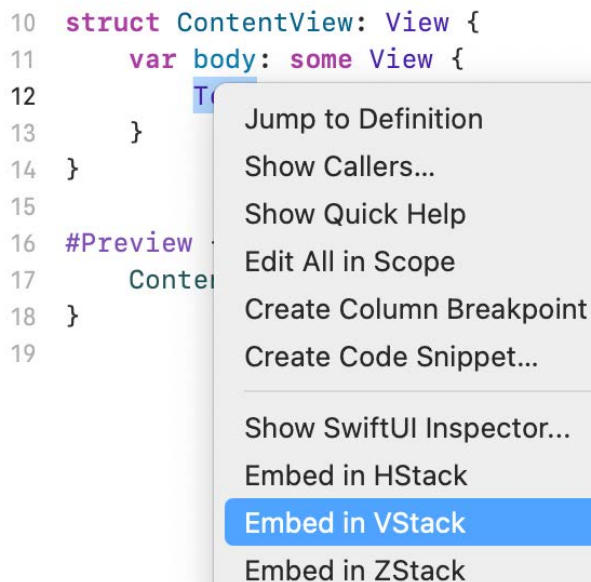 10 struct ContentView: View {
11 var body: some View {
12
13 }
14 }
15
16 #Preview
17
18 }
19
Jump to Definition
Show Callers...
Show Quick Help
Edit All in Scope
Create Column Breakpoint
Create Code Snippet...
Show SwiftUI Inspector...
Embed in HStack
Embed in VStack
Embed in ZStack